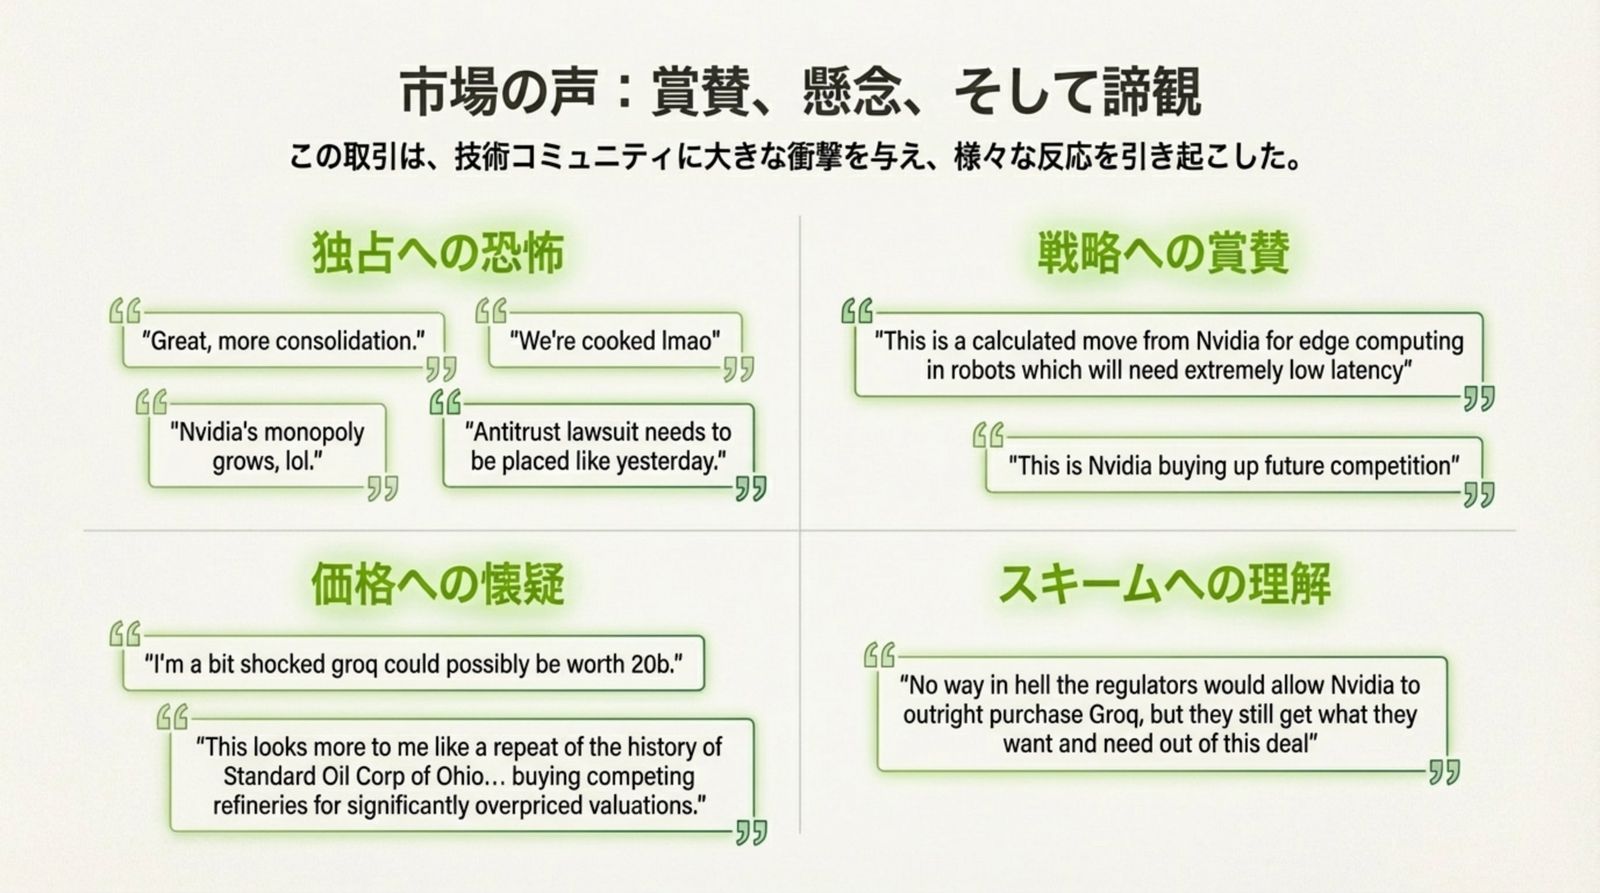 市場の声：賞賛、懸念、そして諦観
この取引は、技術コミュニティに大きな衝撃を与え、様々な反応を引き起こした。
独占への恐怖
"Great, more consolidation."
"We're cooked lmao"
"Nvidia's monopoly
grows, lol."
"Antitrust lawsuit needs to
be placed like yesterday."
戦略への賞賛
"This is a calculated move from Nvidia for edge computing
in robots which will need extremely low latency"
"This is Nvidia buying up future competition"
価格への懐疑
"I'm a bit shocked groq could possibly be worth 20b."
"This looks more to me like a repeat of the history of
Standard Oil Corp of Ohio... buying competing
refineries for significantly overpriced valuations."
スキームへの理解
"No way in hell the regulators would allow Nvidia to
outright purchase Groq, but they still get what they
want and need out of this deal"